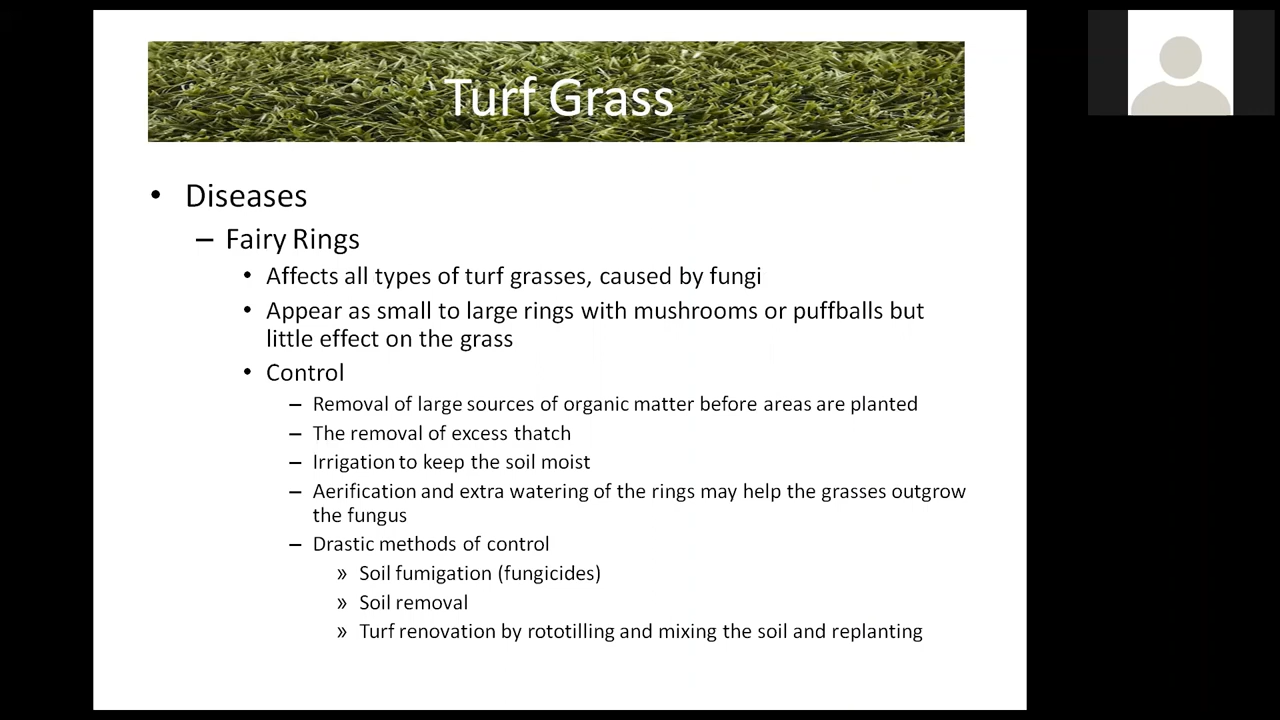 Turf Grass
• Diseases
– Fairy Rings
• Affects all types of turf grasses, caused by fungi
• Appear as small to large rings with mushrooms or puffballs but
little effect on the grass
• Control
– Removal of large sources of organic matter before areas are planted
– The removal of excess thatch
– Irrigation to keep the soil moist
– Aerification and extra watering of the rings may help the grasses outgrow
the fungus
– Drastic methods of control
» Soil fumigation (fungicides)
» Soil removal
» Turf renovation by rototilling and mixing the soil and replanting